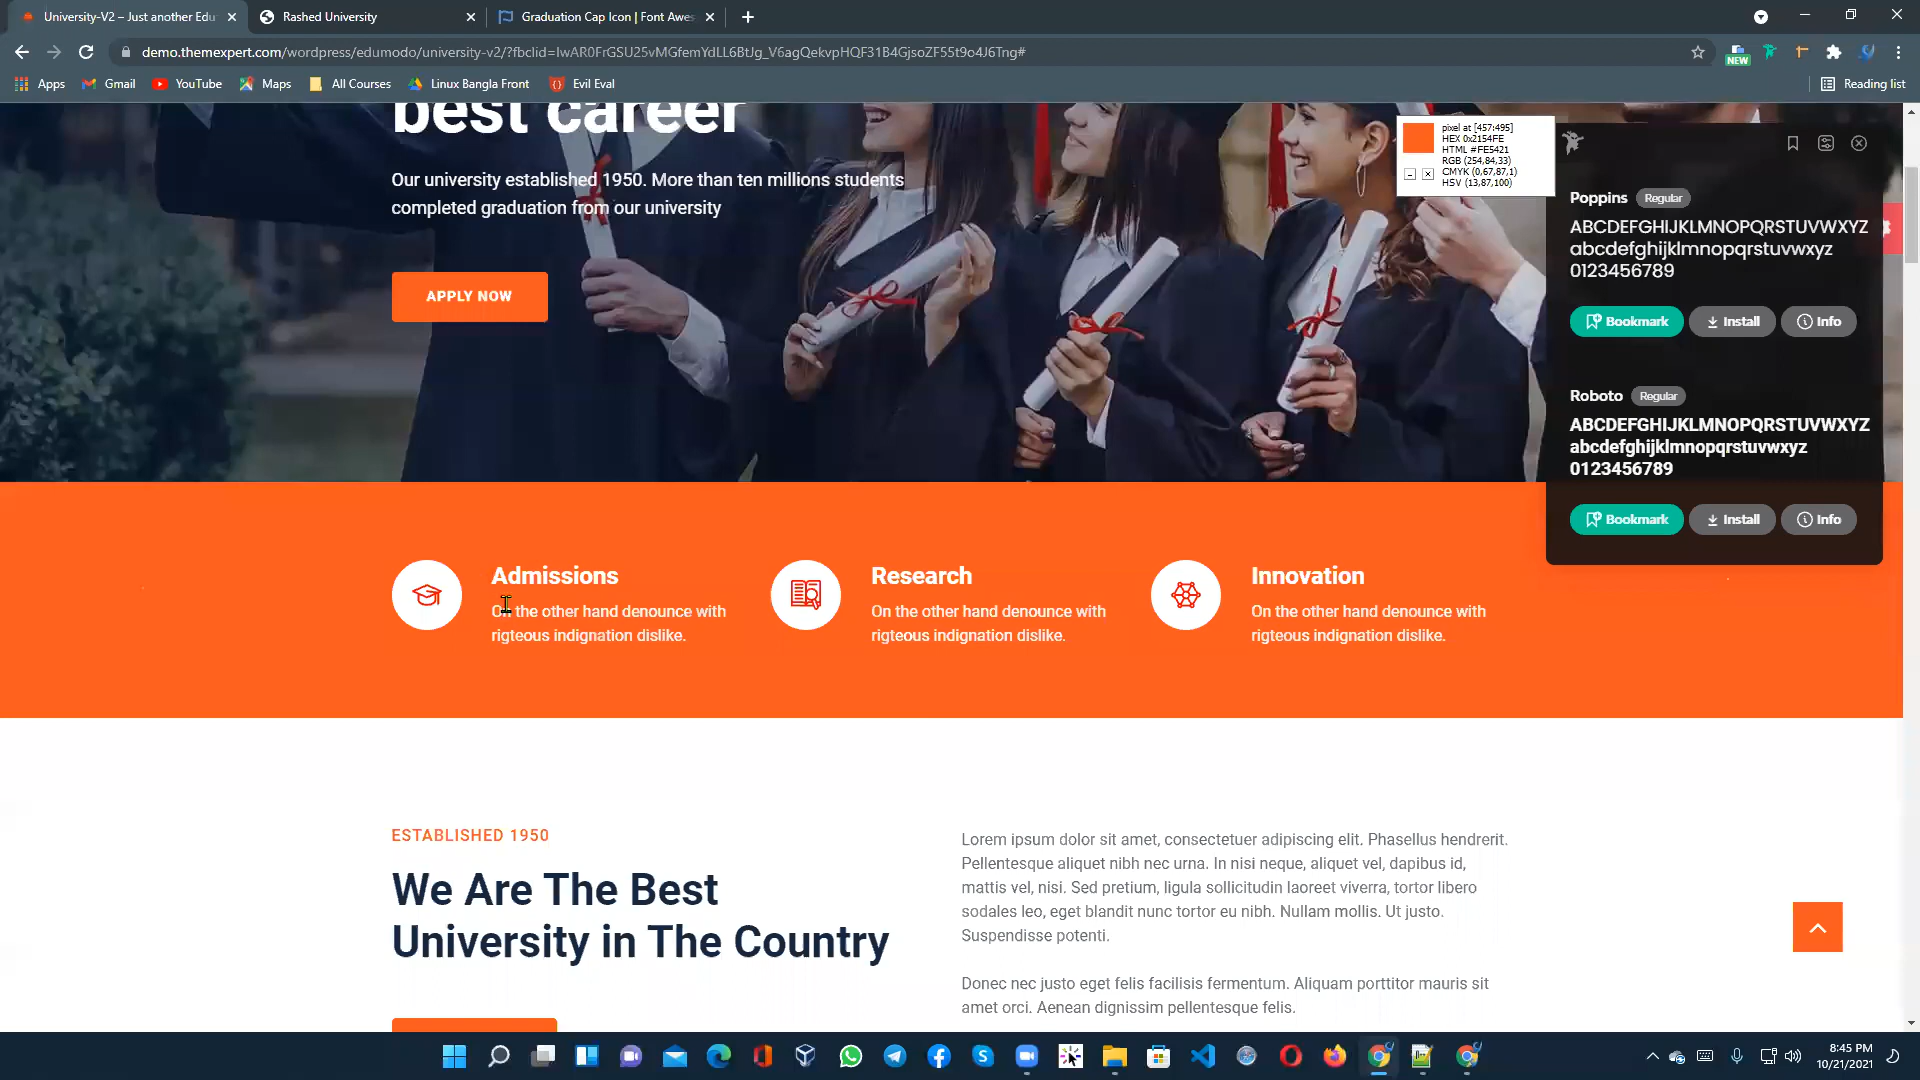 University-V2 – Just another Edu
Rashed University
Graduation Cap Icon | Font Awes
demo.themexpert.com/wordpress/edumodo/university-v2/?fbclid=IwAR0FrGSU25vMGfemYdLL6BtJg_V6agQekvpHQF31B4GjsoZF55t9o4J6Tng#
NEW
Apps
Gmail
YouTube
Maps
All Courses
Linux Bangla Front
Evil Eval
Reading list
best career
Our university established 1950. More than ten millions students
completed graduation from our university
APPLY NOW
pixel at [457:495]
HEX 0x2154FE
HTML #FE5421
RGB (254,84,33)
CMYK (0,67,87,1)
HSV (13,87,100)
Poppins Regular
ABCDEFGHIJKLMNOPQRSTUVWXYZ
abcdefghijklmnopqrstuvwxyz
0123456789
Bookmark Install Info
Roboto Regular
ABCDEFGHIJKLMNOPQRSTUVWXYZ
abcdefghijklmnopqrstuvwxyz
0123456789
Bookmark Install Info
Admissions
On the other hand denounce with
rigteous indignation dislike.
Research
On the other hand denounce with
rigteous indignation dislike.
Innovation
On the other hand denounce with
rigteous indignation dislike.
ESTABLISHED 1950
We Are The Best
University in The Country
Lorem ipsum dolor sit amet, consectetuer adipiscing elit. Phasellus hendrerit.
Pellentesque aliquet nibh nec urna. In nisi neque, aliquet vel, dapibus id,
mattis vel, nisi. Sed pretium, ligula sollicitudin laoreet viverra, tortor libero
sodales leo, eget blandit nunc tortor eu nibh. Nullam mollis. Ut justo.
Suspendisse potenti.
Donec nec justo eget felis facilisis fermentum. Aliquam porttitor mauris sit
amet orci. Aenean dignissim pellentesque felis.
8:45 PM
10/21/2021